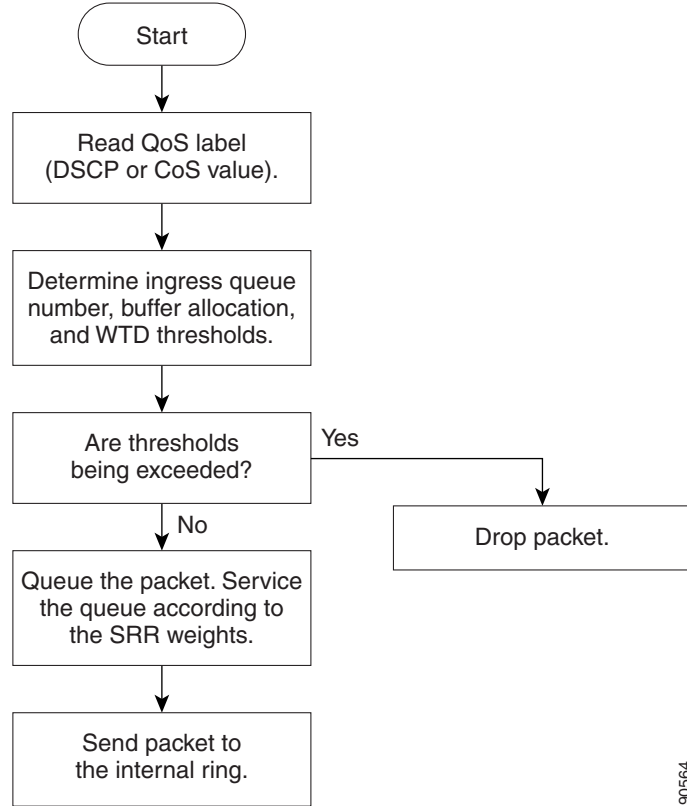 Start
Read QoS label
(DSCP or CoS value).
Determine ingress queue
number, buffer allocation,
and WTD thresholds.
Are thresholds
being exceeded?
Yes
No
Drop packet.
Queue the packet. Service
the queue according to
the SRR weights.
Send packet to
the internal ring.
90564